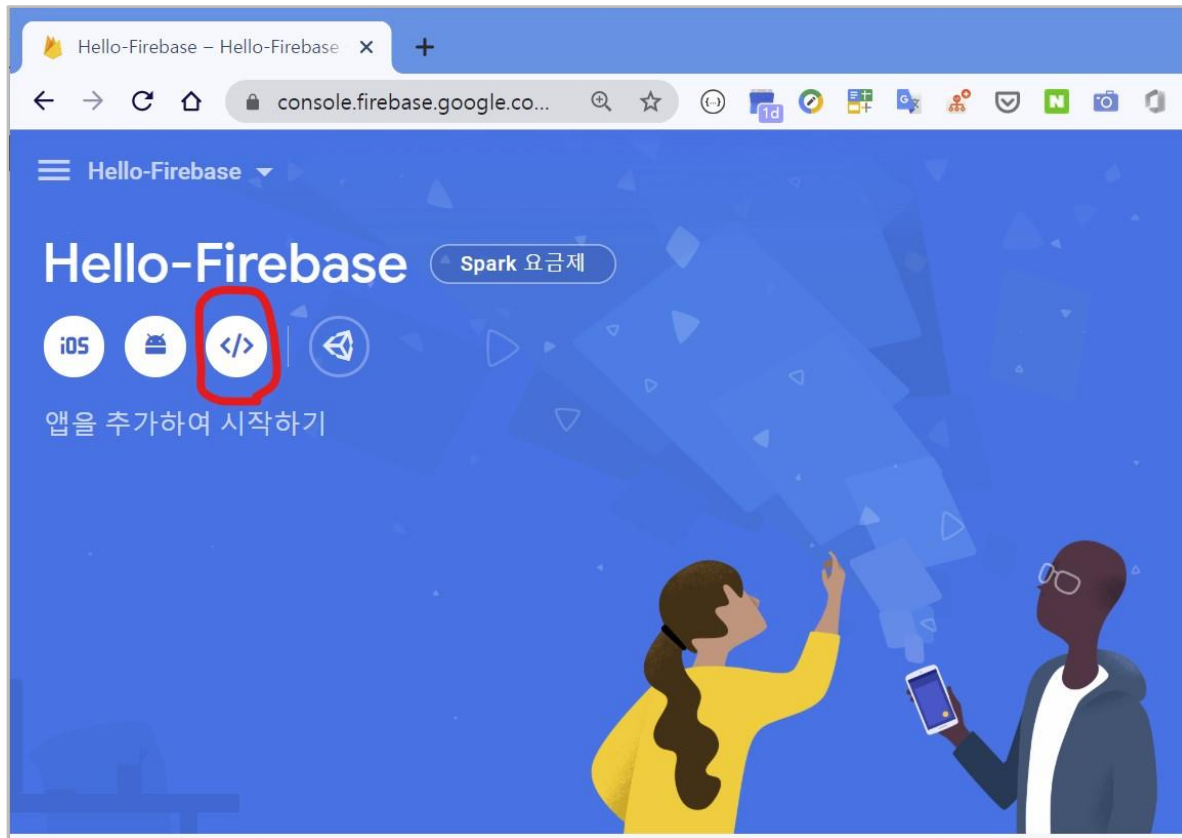 Hello-Firebase – Hello-Firebase
console.firebase.google.co...
1d
N
Hello-Firebase
Hello-Firebase
Spark 요금제
iOS
</>
앱을 추가하여 시작하기